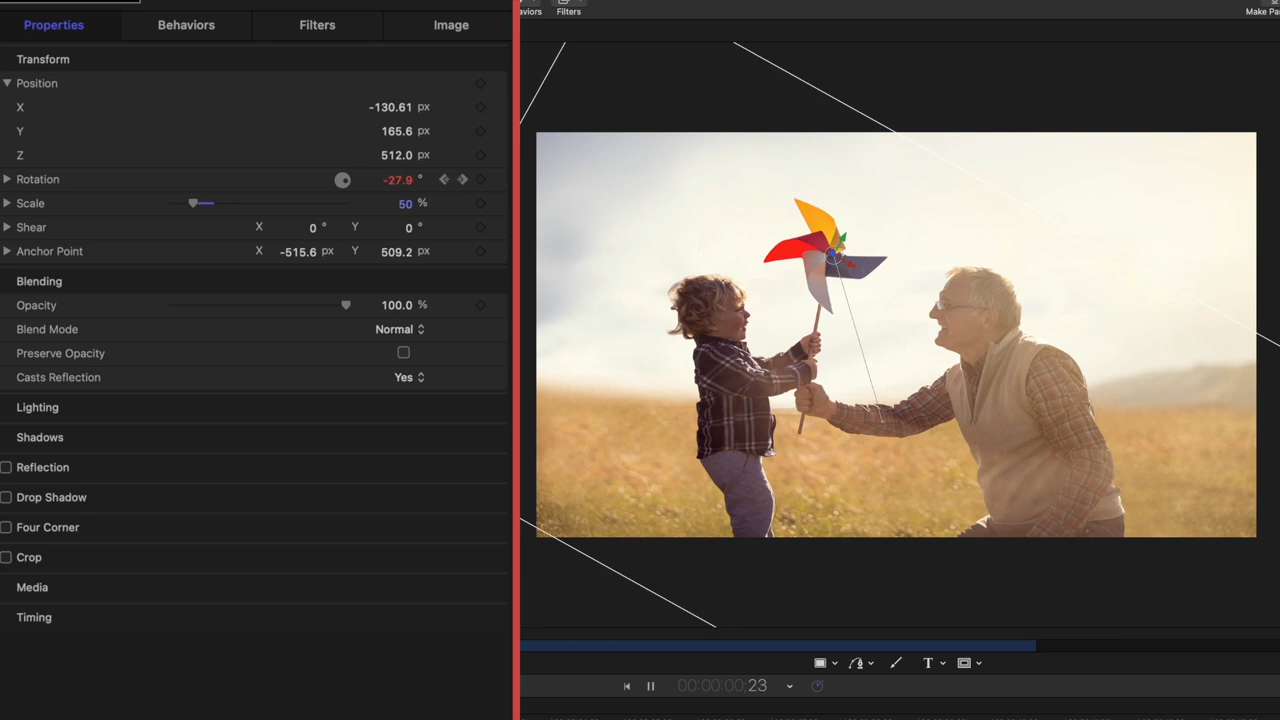 Properties
Behaviors
Filters
Image
Transform
Position
X -130.61 px
Y 165.6 px
Z 512.0 px
Rotation -27.9 °
Scale 50 %
Shear X 0 ° Y 0 °
Anchor Point X -515.6 px Y 509.2 px
Blending
Opacity 100.0 %
Blend Mode Normal
Preserve Opacity
Casts Reflection Yes
Lighting
Shadows
Reflection
Drop Shadow
Four Corner
Crop
Media
Timing
aviors
Filters
Make Pa
T
00:00:00;23